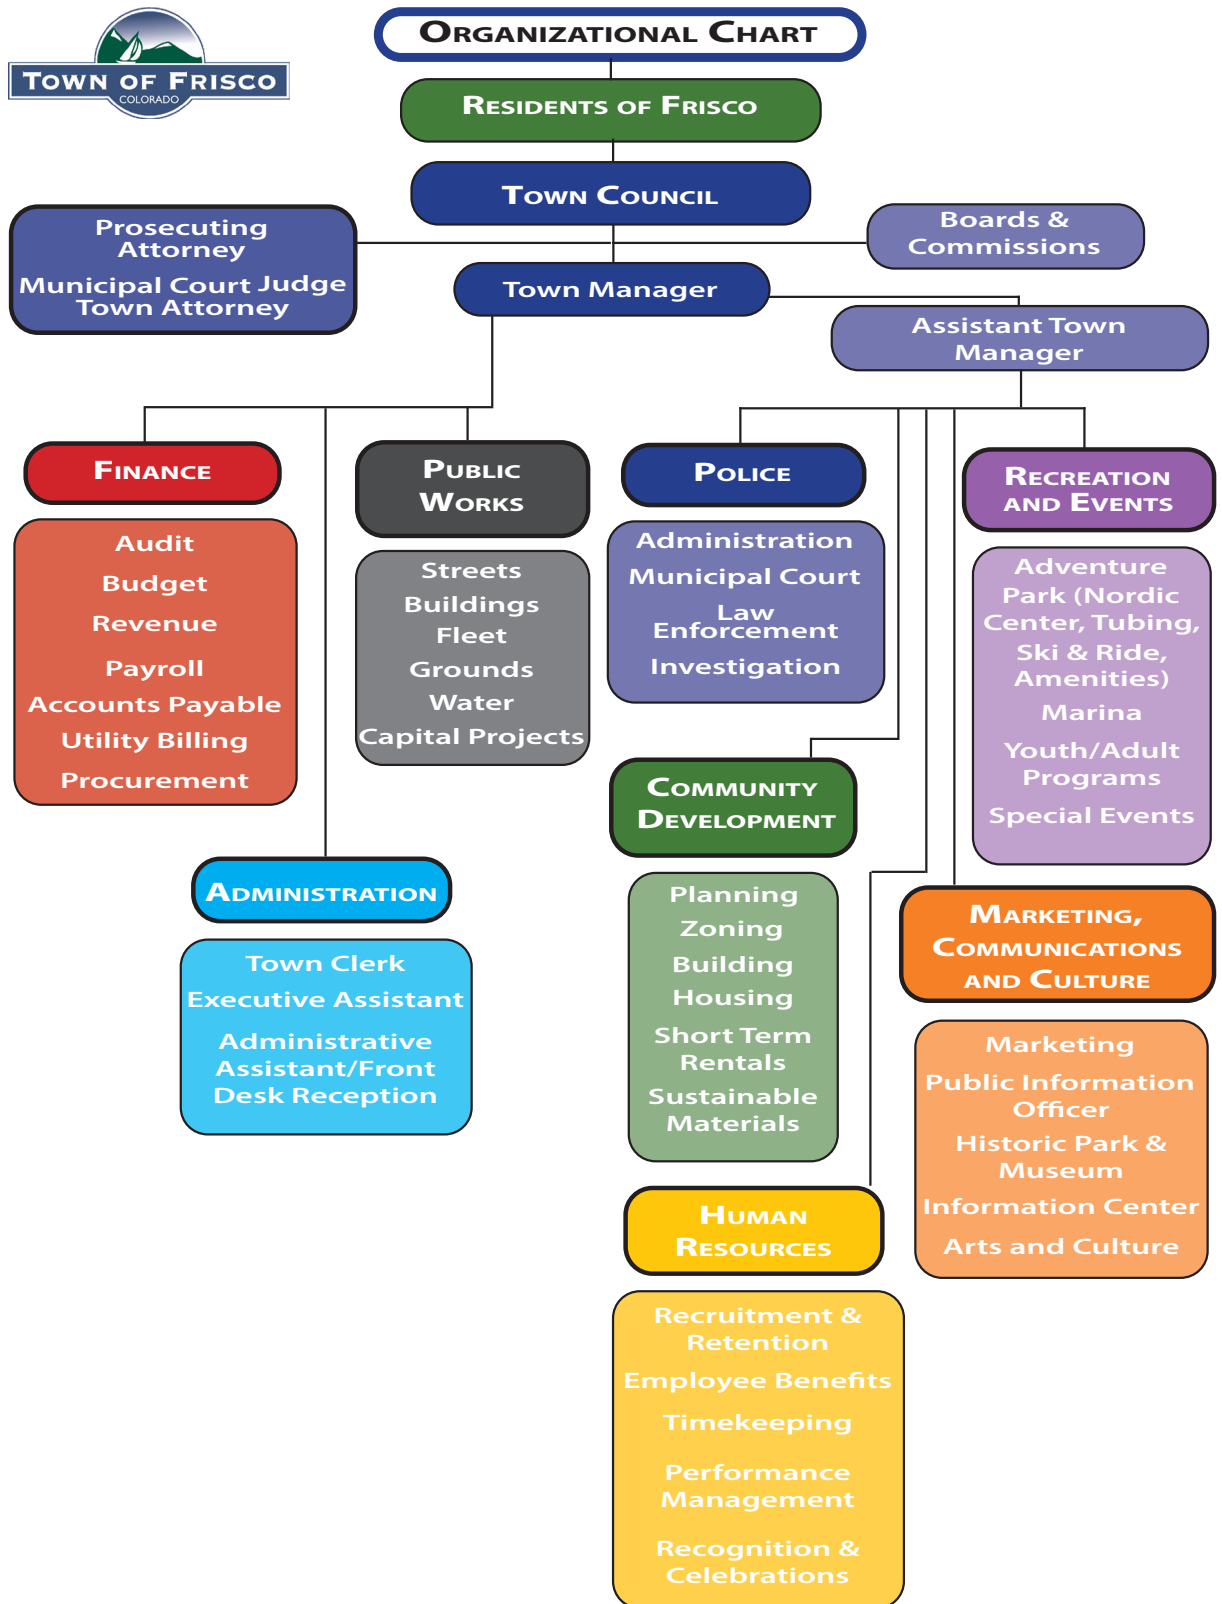 ORGANIZATIONAL CHART
TOWN OF FRISCO
COLORADO
RESIDENTS OF FRISCO
TOWN COUNCIL
Prosecuting
Attorney
Municipal Court Judge
Town Attorney
Boards &
Commissions
Town Manager
Assistant Town
Manager
FINANCE
Audit
Budget
Revenue
Payroll
Accounts Payable
Utility Billing
Procurement
PUBLIC
WORKS
Streets
Buildings
Fleet
Grounds
Water
Capital Projects
POLICE
Administration
Municipal Court
Law
Enforcement
Investigation
RECREATION
AND EVENTS
Adventure
Park (Nordic
Center, Tubing,
Ski & Ride,
Amenities)
Marina
Youth/Adult
Programs
Special Events
ADMINISTRATION
Town Clerk
Executive Assistant
Administrative
Assistant/Front
Desk Reception
COMMUNITY
DEVELOPMENT
Planning
Zoning
Building
Housing
Short Term
Rentals
Sustainable
Materials
MARKETING,
COMMUNICATIONS
AND CULTURE
Marketing
Public Information
Officer
Historic Park &
Museum
Information Center
Arts and Culture
HUMAN
RESOURCES
Recruitment &
Retention
Employee Benefits
Timekeeping
Performance
Management
Recognition &
Celebrations